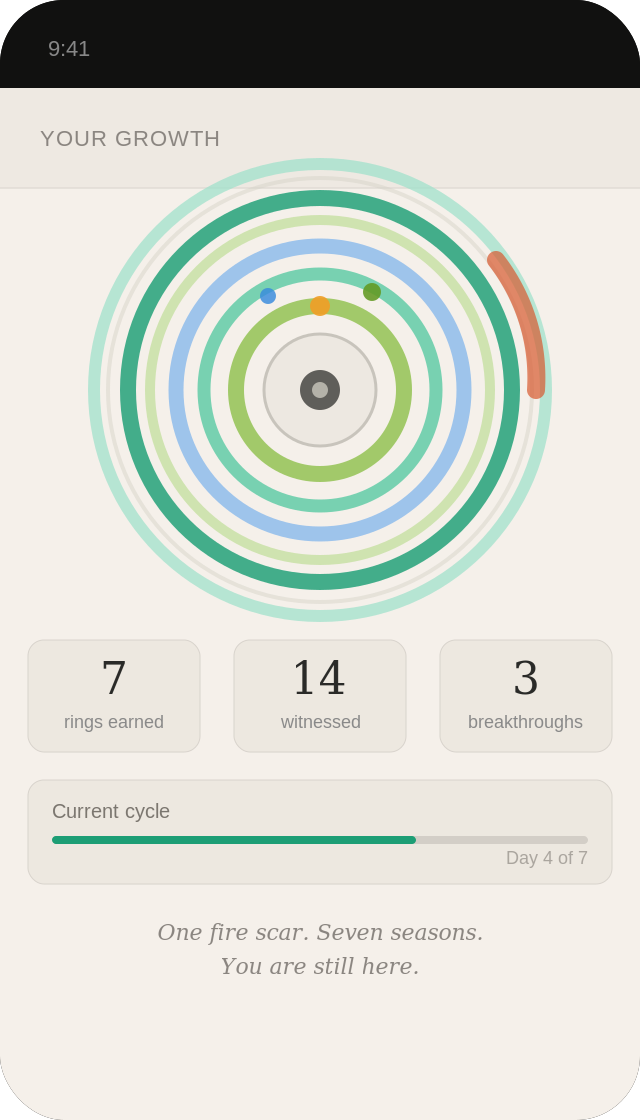 9:41
YOUR GROWTH
7
rings earned
14
witnessed
3
breakthroughs
Current cycle
Day 4 of 7
One fire scar. Seven seasons.
You are still here.